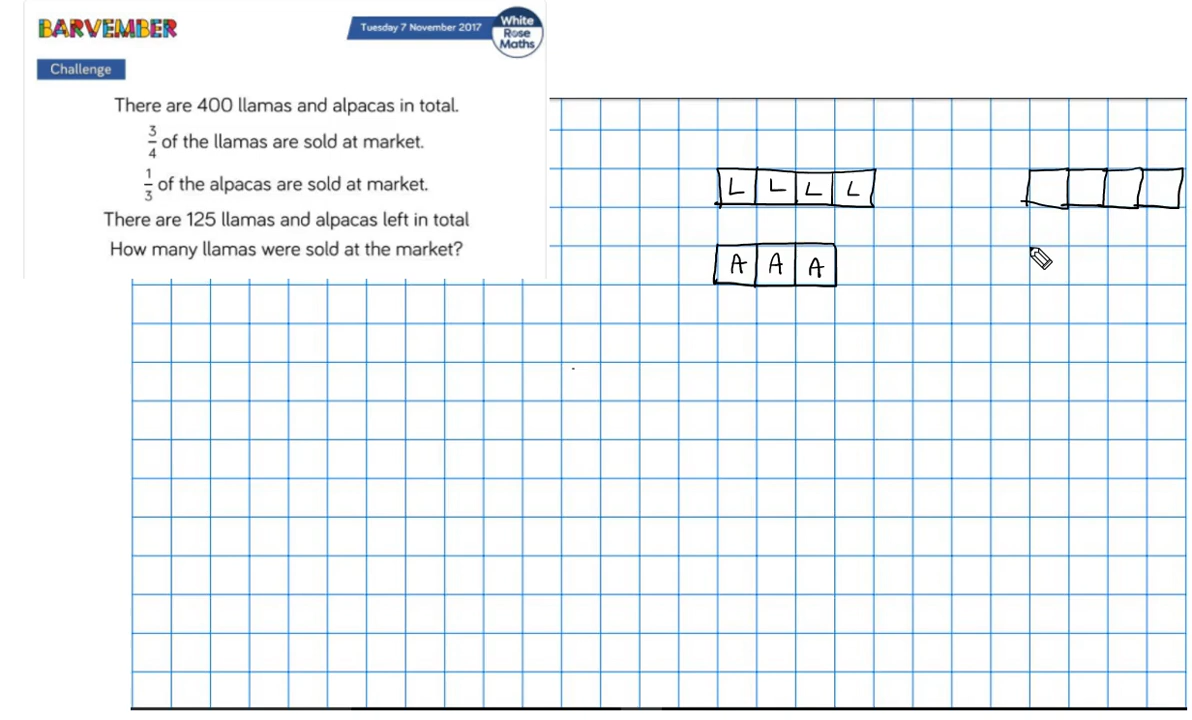 BARVEMBER
Tuesday 7 November 2017
White
Rose
Maths
Challenge
There are 400 llamas and alpacas in total.
3/4 of the llamas are sold at market.
1/3 of the alpacas are sold at market.
There are 125 llamas and alpacas left in total
How many llamas were sold at the market?
L L L L
A A A